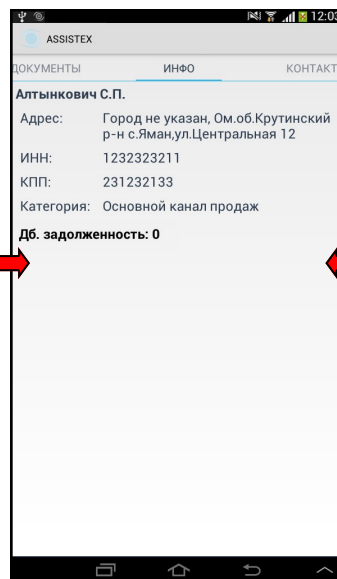 12:03
ASSISTEX
ДОКУМЕНТЫ ИНФО КОНТАКТ
Алтынкович С.П.
Адрес: Город не указан, Ом.об.Крутинский
р-н с.Яман,ул.Центральная 12
ИНН: 1232323211
КПП: 231232133
Категория: Основной канал продаж
Дб. задолженность: 0